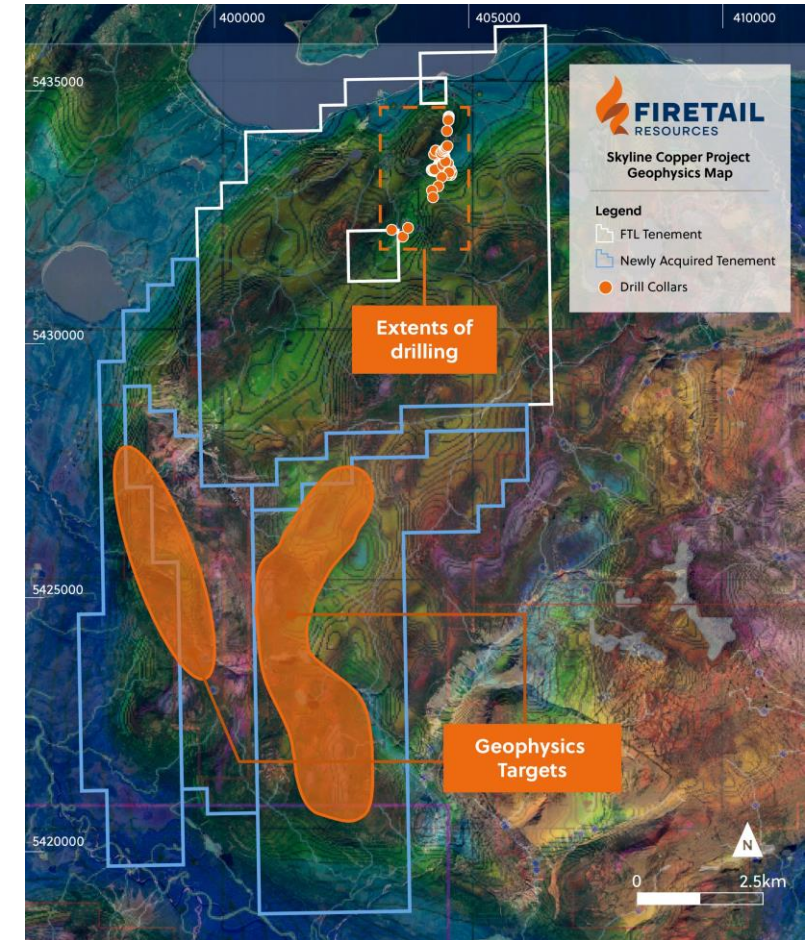 400000
405000
410000
5435000
FIRETAIL
RESOURCES
Skyline Copper Project
Geophysics Map
Legend
FTL Tenement
Newly Acquired Tenement
Drill Collars
5430000
Extents of
drilling
5425000
Geophysics
Targets
5420000
N
0
2.5km